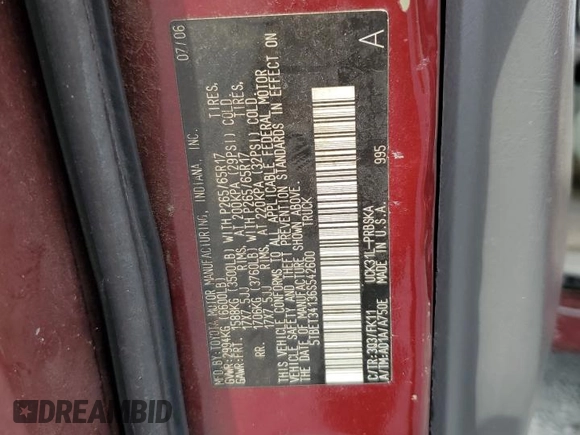 MFD.BY:TOYOTA MOTOR MANUFACTURING, INDIANA, INC. 07/06
GVWR:2994KG (6600LB)
GAWR:FRT. 1588KG (3500LB) WITH P265/65R17 TIRES,
17X7.5JJ RIMS, AT 200KPA (29PSI) COLD
RR. 1706KG (3760LB) WITH P265/65R17 TIRES,
17X7.5JJ RIMS, AT 220KPA (32PSI) COLD
THIS VEHICLE CONFORMS TO ALL APPLICABLE FEDERAL MOTOR
VEHICLE SAFETY AND THEFT PREVENTION STANDARDS IN EFFECT ON
THE DATE OF MANUFACTURE SHOWN ABOVE.
5TBET34136S542600 TRUCK
C/TR:3Q3/FK11 UCK31L-PRBSKA 995 A
A/TM:B01A/A750E MADE IN U.S.A.
DREAMBID